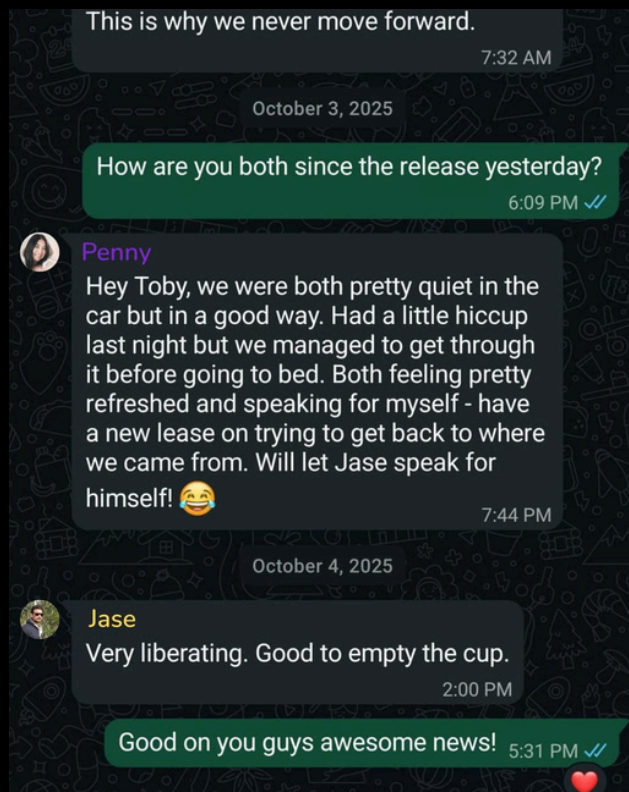 This is why we never move forward.
7:32 AM
October 3, 2025
How are you both since the release yesterday?
6:09 PM
Penny
Hey Toby, we were both pretty quiet in the
car but in a good way. Had a little hiccup
last night but we managed to get through
it before going to bed. Both feeling pretty
refreshed and speaking for myself - have
a new lease on trying to get back to where
we came from. Will let Jase speak for
himself! 😂
7:44 PM
October 4, 2025
Jase
Very liberating. Good to empty the cup.
2:00 PM
Good on you guys awesome news! 5:31 PM